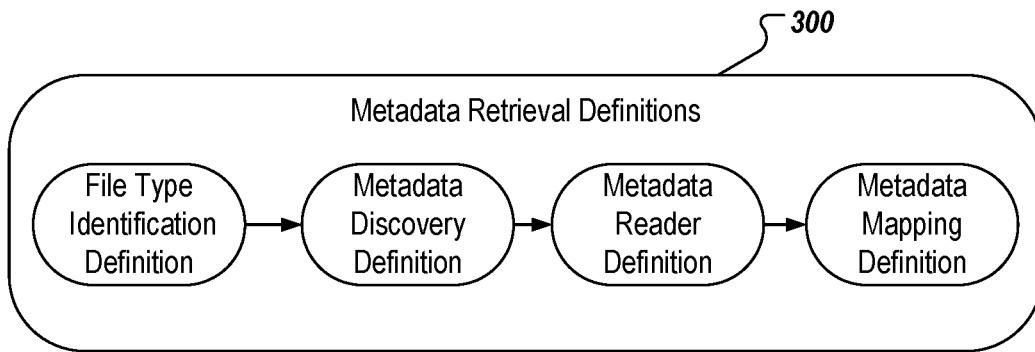 300
Metadata Retrieval Definitions
File Type
Identification
Definition
Metadata
Discovery
Definition
Metadata
Reader
Definition
Metadata
Mapping
Definition